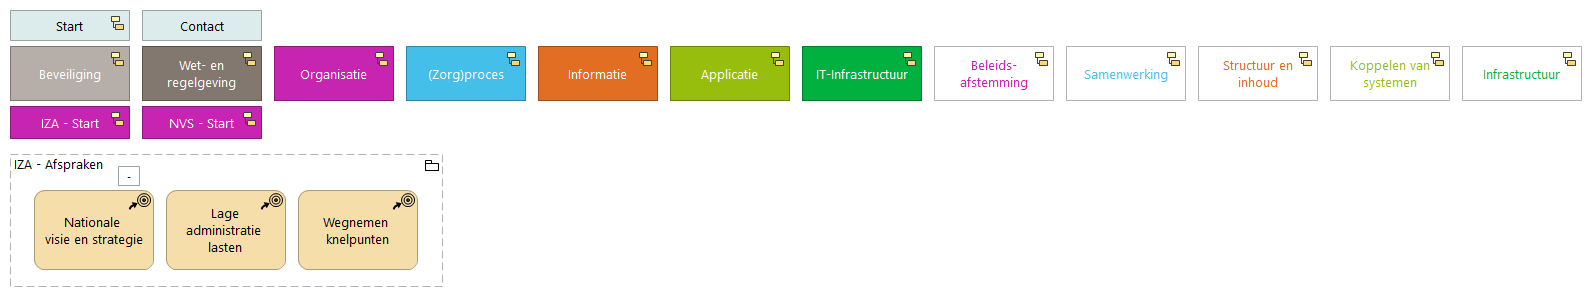 Start
Contact
Beveiliging
Wet- en
regelgeving
Organisatie
(Zorg)proces
Informatie
Applicatie
IT-Infrastructuur
Beleids-
afstemming
Samenwerking
Structuur en
inhoud
Koppelen van
systemen
Infrastructuur
IZA - Start
NVS - Start
IZA - Afspraken
-
Nationale
visie en strategie
Lage
administratie
lasten
Wegnemen
knelpunten